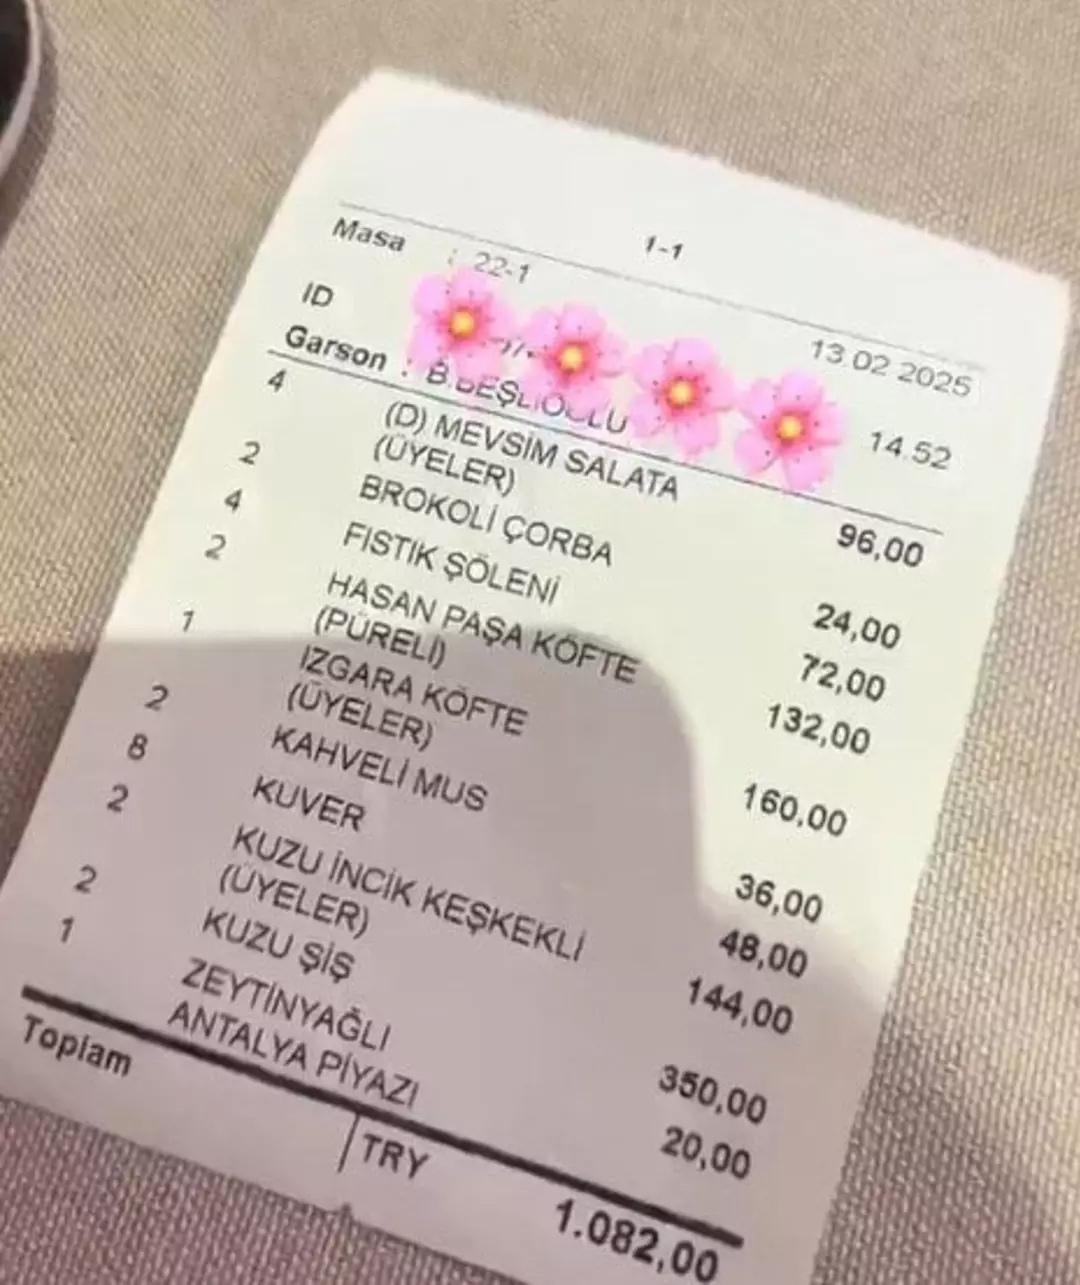 1-1
Masa : 22-1 13.02 2025
ID 14.52
Garson : B.BEŞLİOĞLU
4 (D) MEVSİM SALATA
(ÜYELER) 96,00
2 BROKOLİ ÇORBA 24,00
4 FISTIK ŞÖLENİ 72,00
2 HASAN PAŞA KÖFTE
(PÜRELİ) 132,00
1 IZGARA KÖFTE
(ÜYELER) 160,00
2 KAHVELİ MUS 36,00
8 KUVER 48,00
2 KUZU İNCİK KEŞKEKLİ
(ÜYELER) 144,00
2 KUZU ŞİŞ 350,00
1 ZEYTİNYAĞLI
ANTALYA PİYAZI 20,00
Toplam TRY 1.082,00